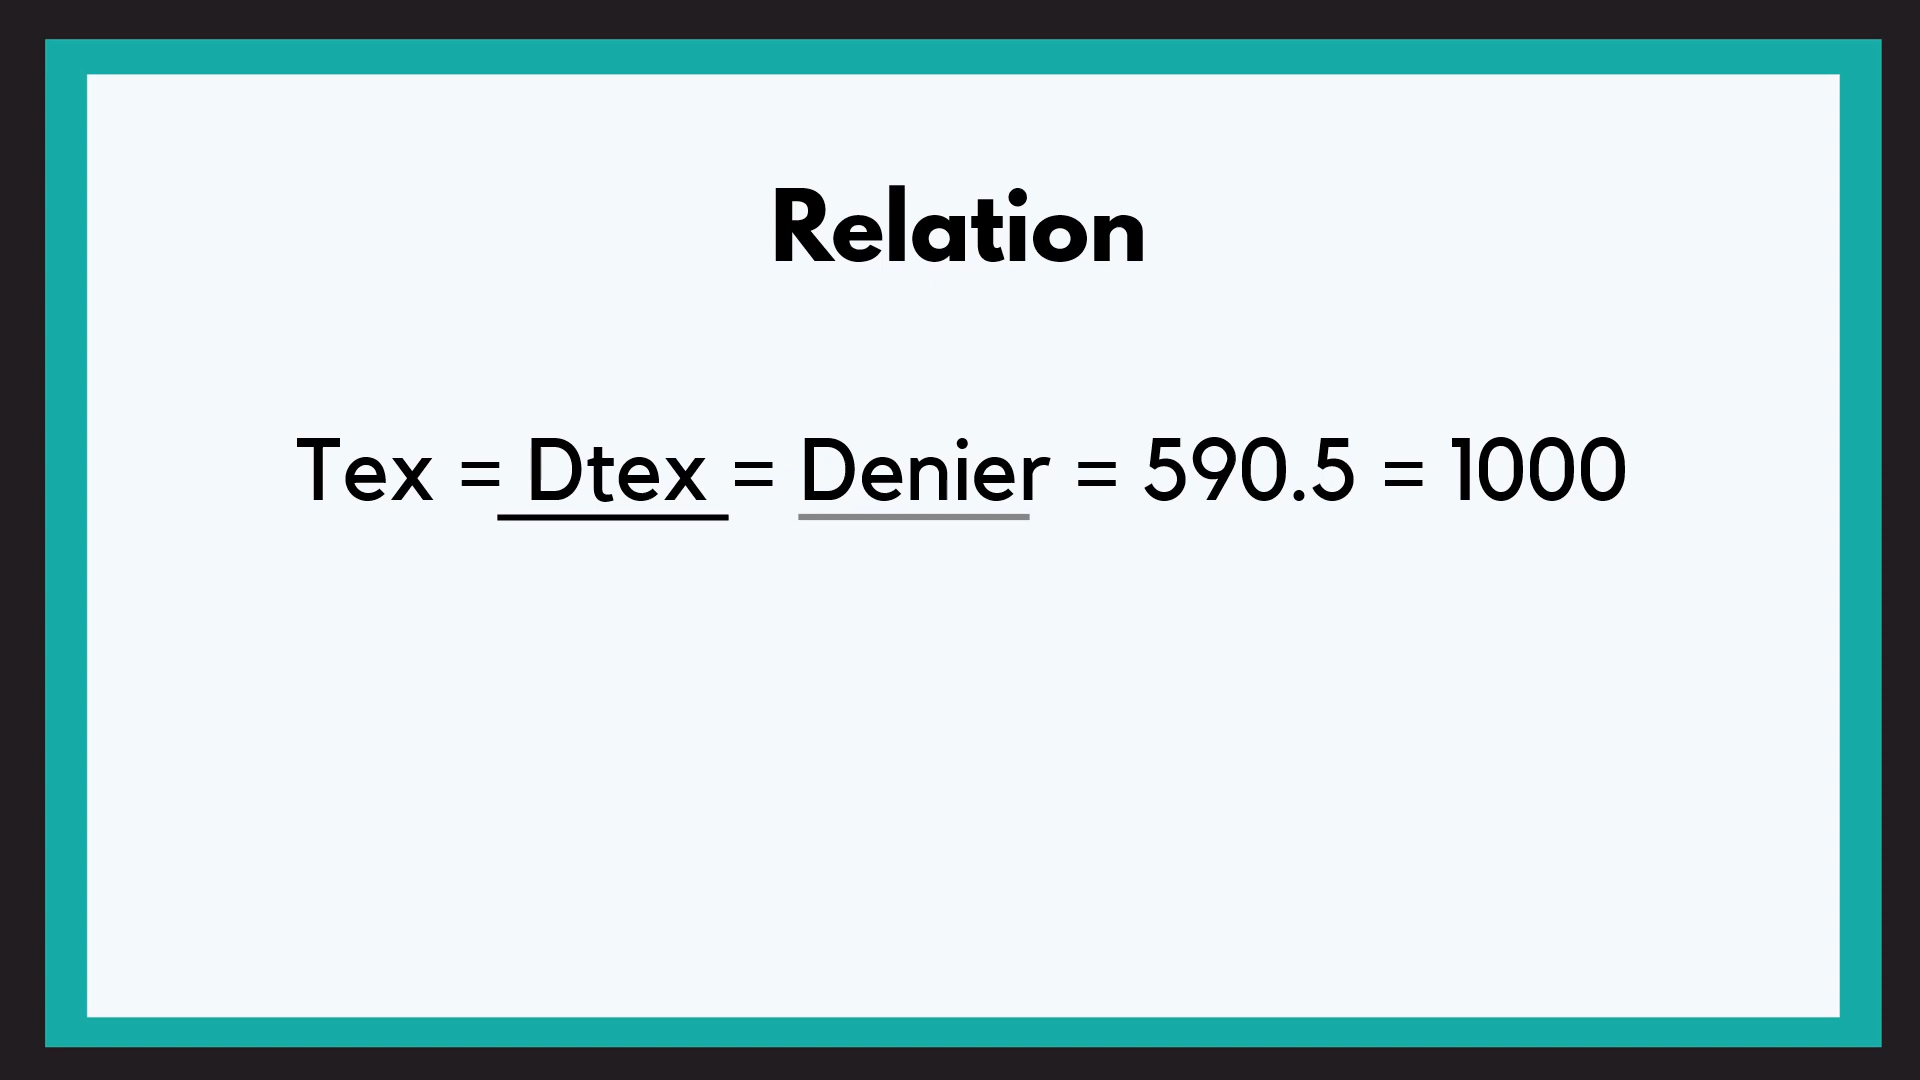 Relation
Tex = Dtex = Denier = 590.5 = 1000